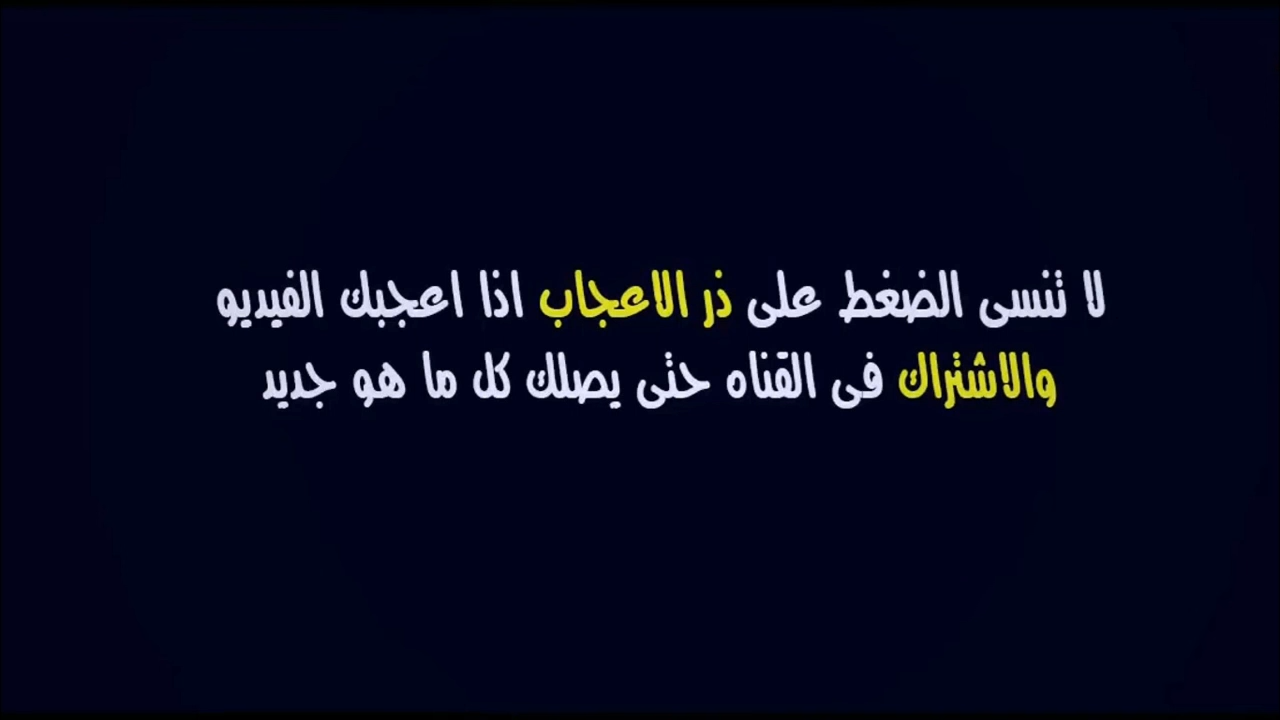 لا تنسى الضغط على ذر الاعجاب اذا اعجبك الفيديو
والاشتراك فى القناه حتى يصلك كل ما هو جديد